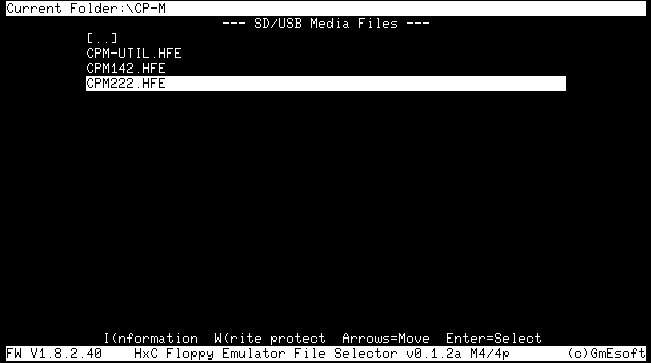 Current Folder:\CP-M
--- SD/USB Media Files ---
[..]
CPM-UTIL.HFE
CPM142.HFE
CPM222.HFE
I(nformation W(rite protect Arrows=Move Enter=Select
FW V1.8.2.40 HxC Floppy Emulator File Selector v0.1.2a M4/4p (c)GmEsoft